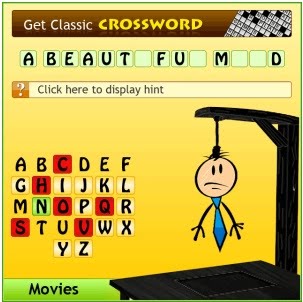 Get Classic CROSSWORD
A BEAUT FU M D
? Click here to display hint
A B C D E F
G H I J K L
M N O P Q R
S T U V W X
Y Z
Movies